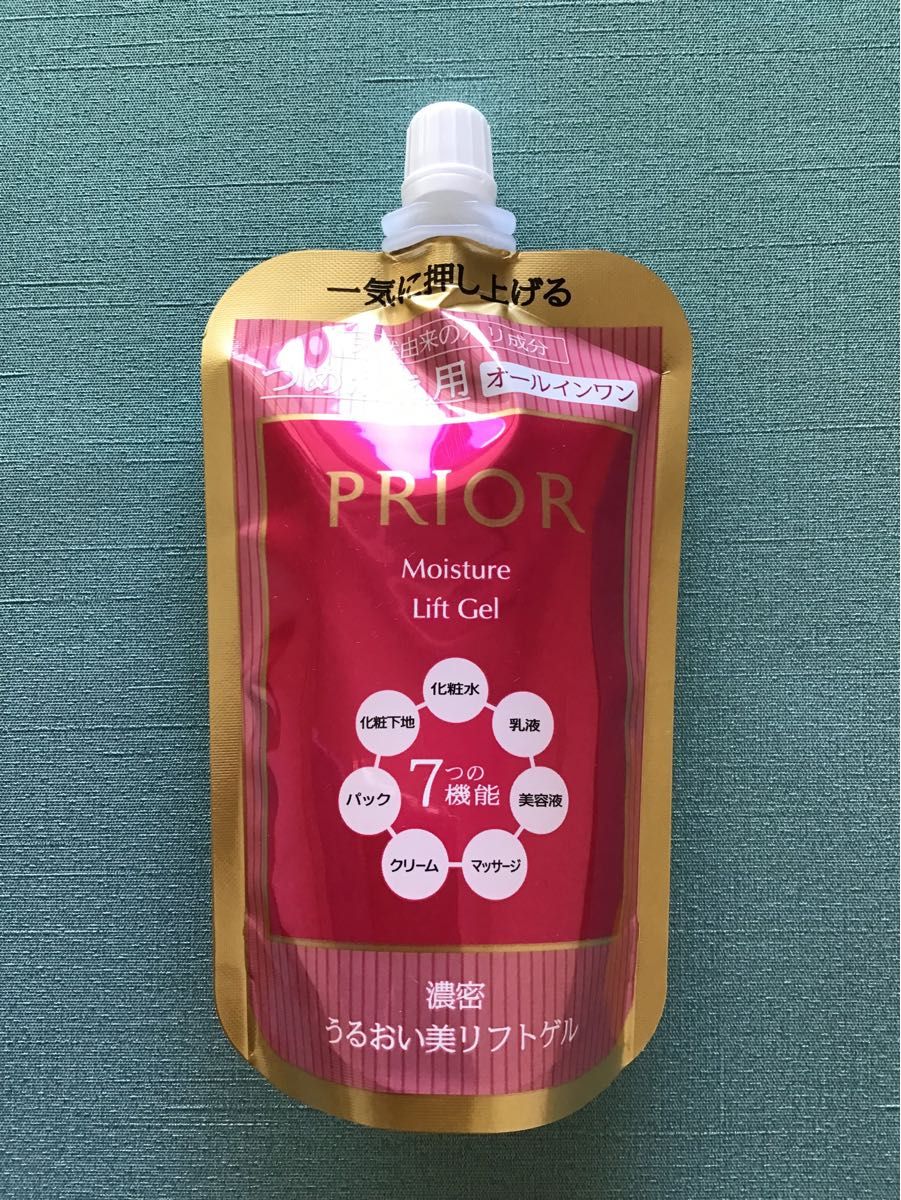 一気に押し上げる
由来のハリ成分
つめ 用 オールインワン
PRIOR
Moisture
Lift Gel
化粧水
乳液
美容液
マッサージ
クリーム
パック
化粧下地
7つの機能
濃密
うるおい美リフトゲル